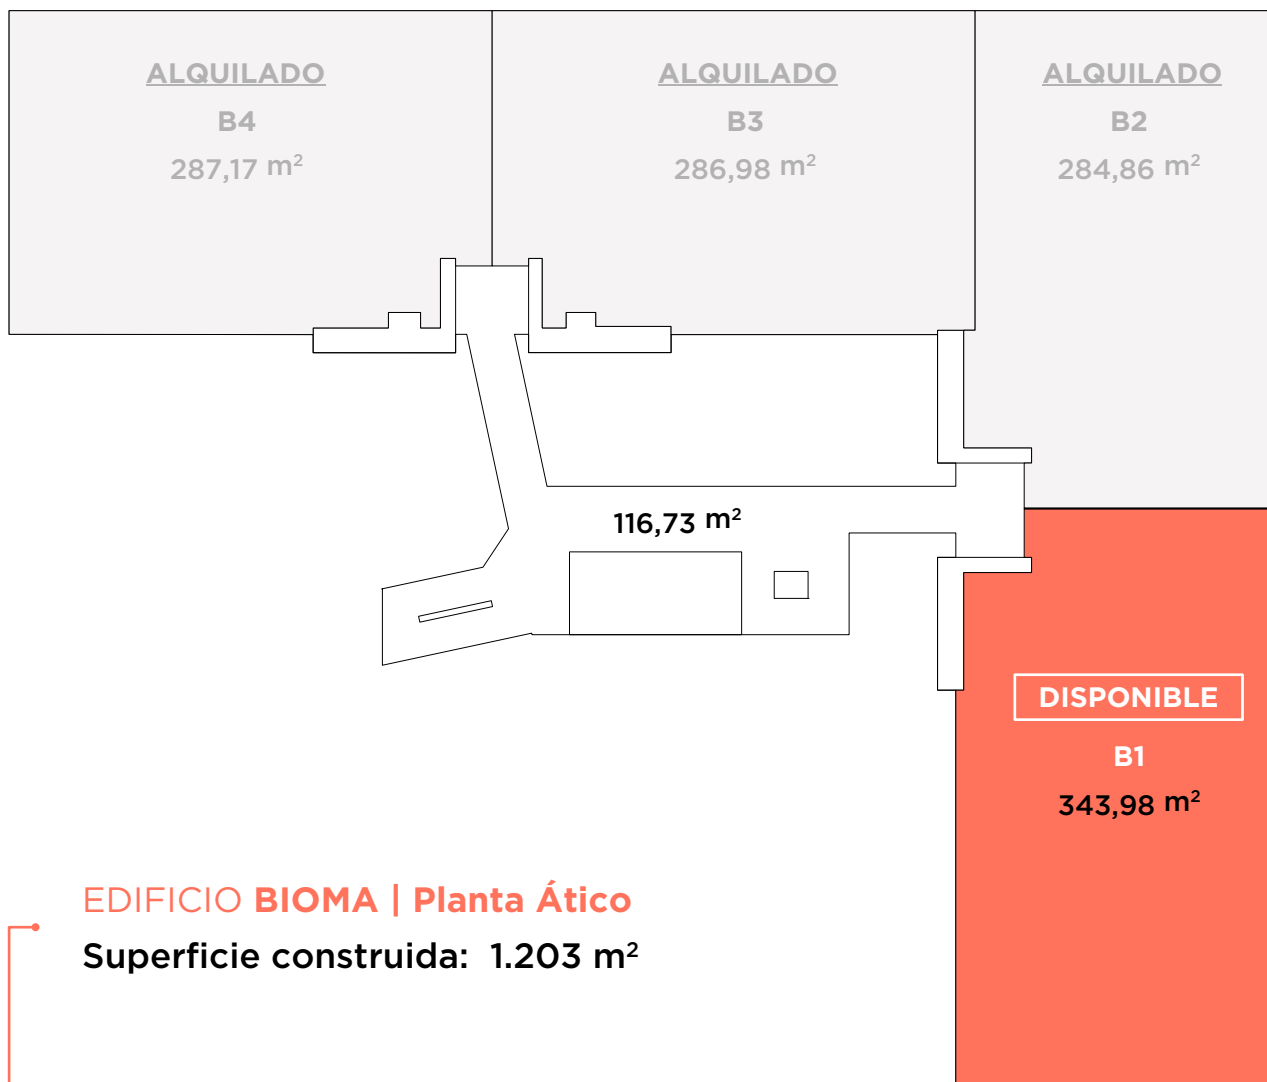 ALQUILADO
B4
287,17 m²
ALQUILADO
B3
286,98 m²
ALQUILADO
B2
284,86 m²
116,73 m²
DISPONIBLE
B1
343,98 m²
EDIFICIO BIOMA | Planta Ático
Superficie construida: 1.203 m²